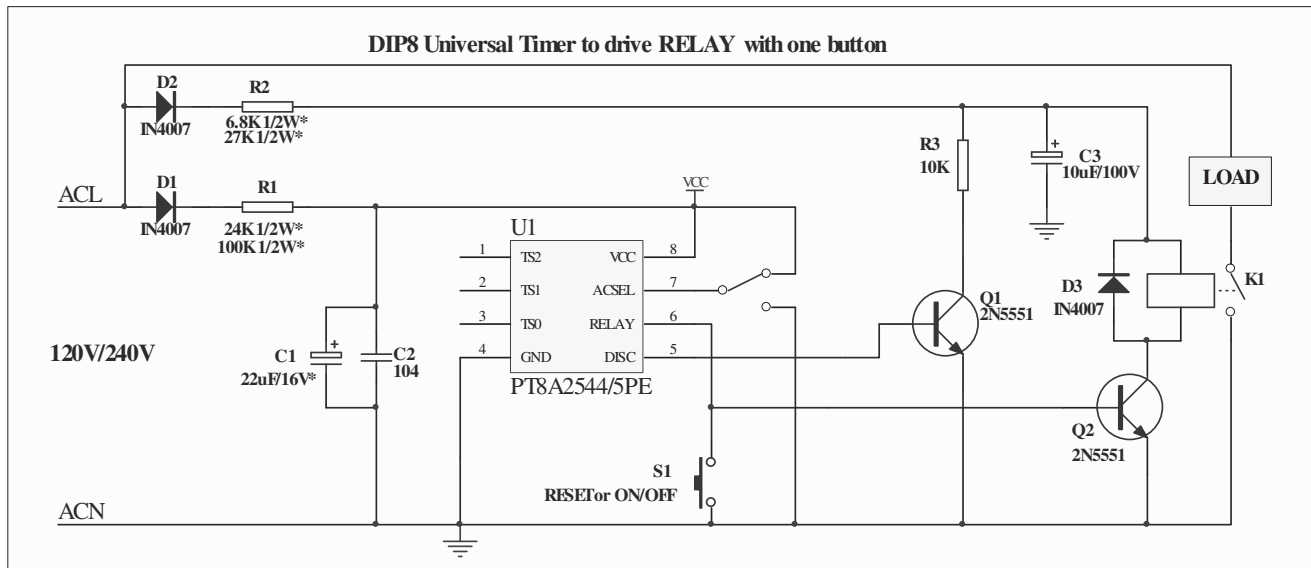 DIP8 Universal Timer to drive RELAY with one button
D2
IN4007
R2
6.8K1/2W*
27K1/2W*
R3
10K
C3
+
10uF/100V
LOAD
ACL
D1
IN4007
R1
24K1/2W*
100K1/2W*
VCC
U1
1 TS2
2 TS1
3 TS0
4 GND
VCC 8
ACSEL 7
RELAY 6
DISC 5
PT8A2544/5PE
Q1
2N5551
D3
IN4007
K1
120V/240V
C1
+
22uF/16V*
C2
104
Q2
2N5551
S1
RESETor ON/OFF
ACN